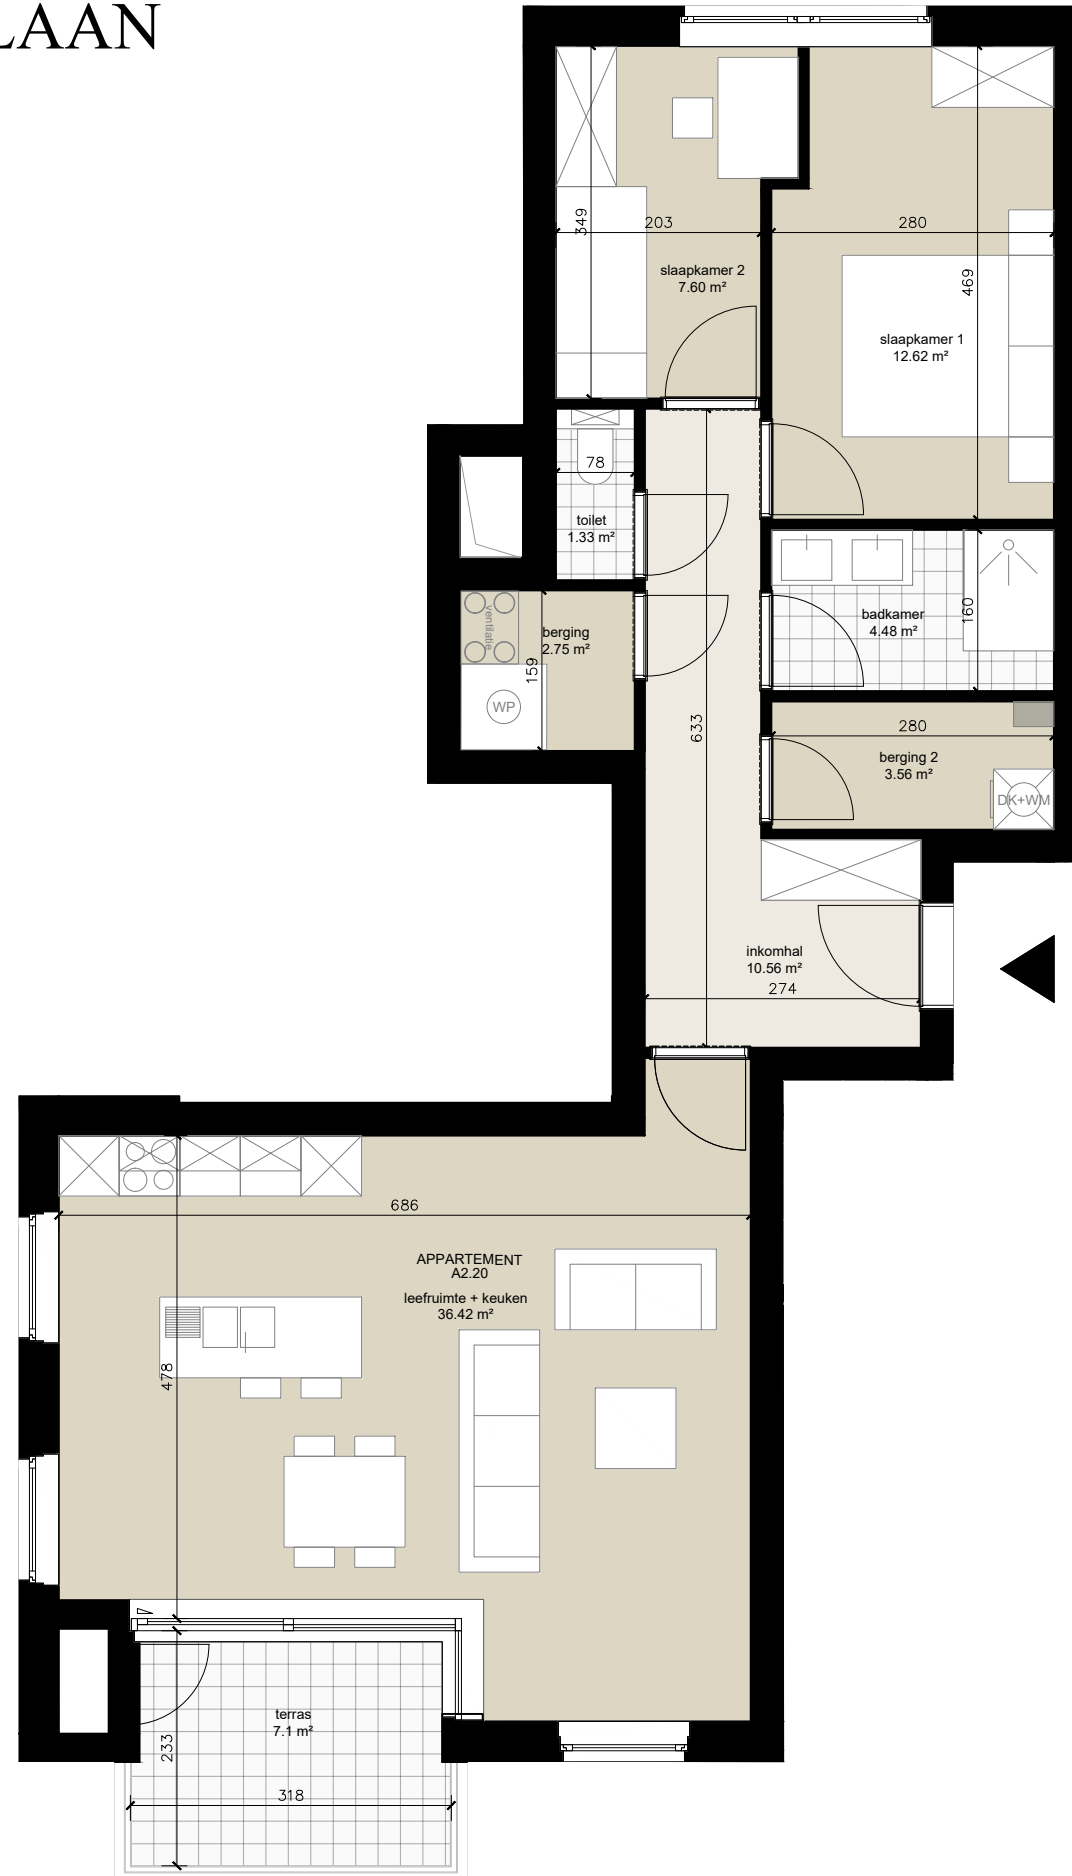 LAAN
349
203
280
slaapkamer 2
7.60 m²
469
slaapkamer 1
12.62 m²
78
toilet
1.33 m²
ventilatie
berging
2.75 m²
159
WP
badkamer
4.48 m²
160
633
280
berging 2
3.56 m²
DK+WM
inkomhal
10.56 m²
274
686
APPARTEMENT
A2.20
leefruimte + keuken
36.42 m²
478
terras
7.1 m²
233
318